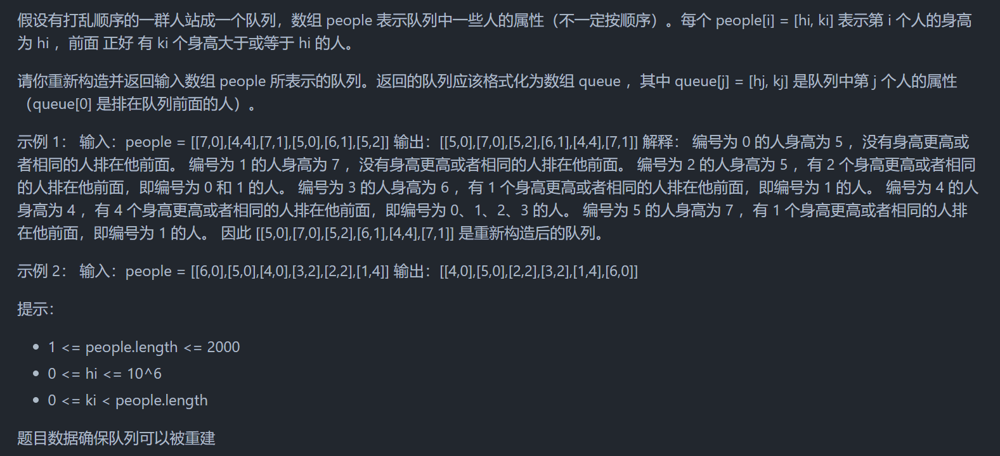 假设有打乱顺序的一群人站成一个队列，数组 people 表示队列中一些人的属性（不一定按顺序）。每个 people[i] = [hi, ki] 表示第 i 个人的身高
为 hi ，前面 正好 有 ki 个身高大于或等于 hi 的人。
请你重新构造并返回输入数组 people 所表示的队列。返回的队列应该格式化为数组 queue ，其中 queue[j] = [hj, kj] 是队列中第 j 个人的属性
（queue[0] 是排在队列前面的人）。
示例 1： 输入：people = [[7,0],[4,4],[7,1],[5,0],[6,1],[5,2]] 输出：[[5,0],[7,0],[5,2],[6,1],[4,4],[7,1]] 解释： 编号为 0 的人身高为 5 ，没有身高更高或
者相同的人排在他前面。 编号为 1 的人身高为 7 ，没有身高更高或者相同的人排在他前面。 编号为 2 的人身高为 5 ，有 2 个身高更高或者相同
的人排在他前面，即编号为 0 和 1 的人。 编号为 3 的人身高为 6 ，有 1 个身高更高或者相同的人排在他前面，即编号为 1 的人。 编号为 4 的人
身高为 4 ，有 4 个身高更高或者相同的人排在他前面，即编号为 0、1、2、3 的人。 编号为 5 的人身高为 7 ，有 1 个身高更高或者相同的人排
在他前面，即编号为 1 的人。 因此 [[5,0],[7,0],[5,2],[6,1],[4,4],[7,1]] 是重新构造后的队列。
示例 2： 输入：people = [[6,0],[5,0],[4,0],[3,2],[2,2],[1,4]] 输出：[[4,0],[5,0],[2,2],[3,2],[1,4],[6,0]]
提示：
• 1 <= people.length <= 2000
• 0 <= hi <= 10^6
• 0 <= ki < people.length
题目数据确保队列可以被重建